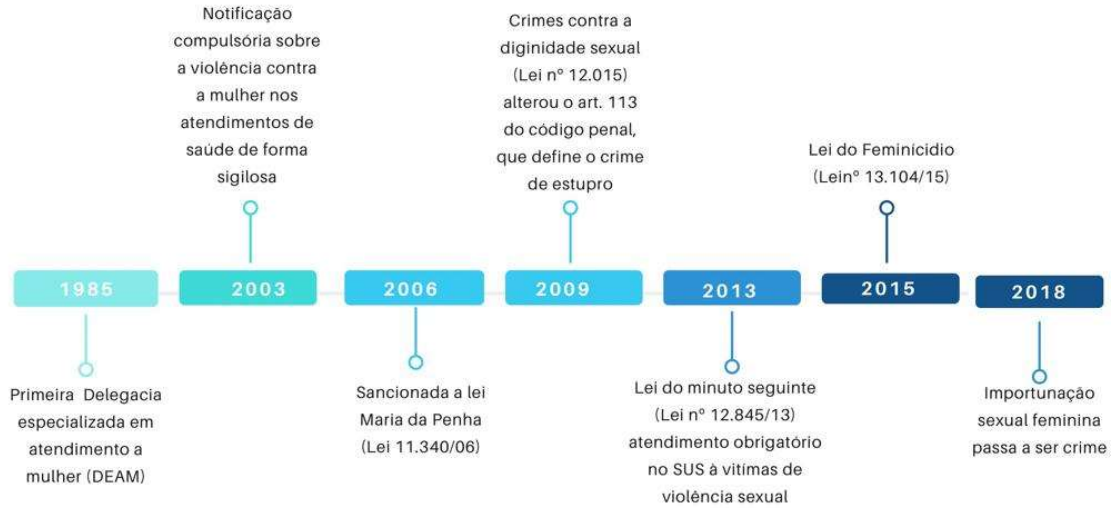 Notificação
compulsória sobre
a violência contra
a mulher nos
atendimentos de
saúde de forma
sigilosa
Crimes contra a
diginidade sexual
(Lei nº 12.015)
alterou o art. 113
do código penal,
que define o crime
de estupro
Lei do Feminícidio
(Leinº 13.104/15)
1985
2003
2006
2009
2013
2015
2018
Primeira Delegacia
especializada em
atendimento a
mulher (DEAM)
Sancionada a lei
Maria da Penha
(Lei 11.340/06)
Lei do minuto seguinte
(Lei nº 12.845/13)
atendimento obrigatório
no SUS à vitímas de
violência sexual
Importunação
sexual feminina
passa a ser crime